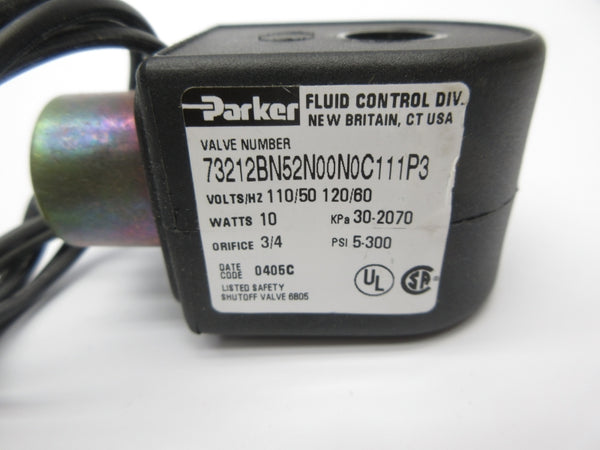 Parker FLUID CONTROL DIV.
NEW BRITAIN, CT USA
VALVE NUMBER
73212BN52N00N0C111P3
VOLTS/HZ 110/50 120/60
WATTS 10 KPa 30-2070
ORIFICE 3/4 PSI 5-300
DATE CODE 0405C
LISTED SAFETY
SHUTOFF VALVE 6805
UL SA